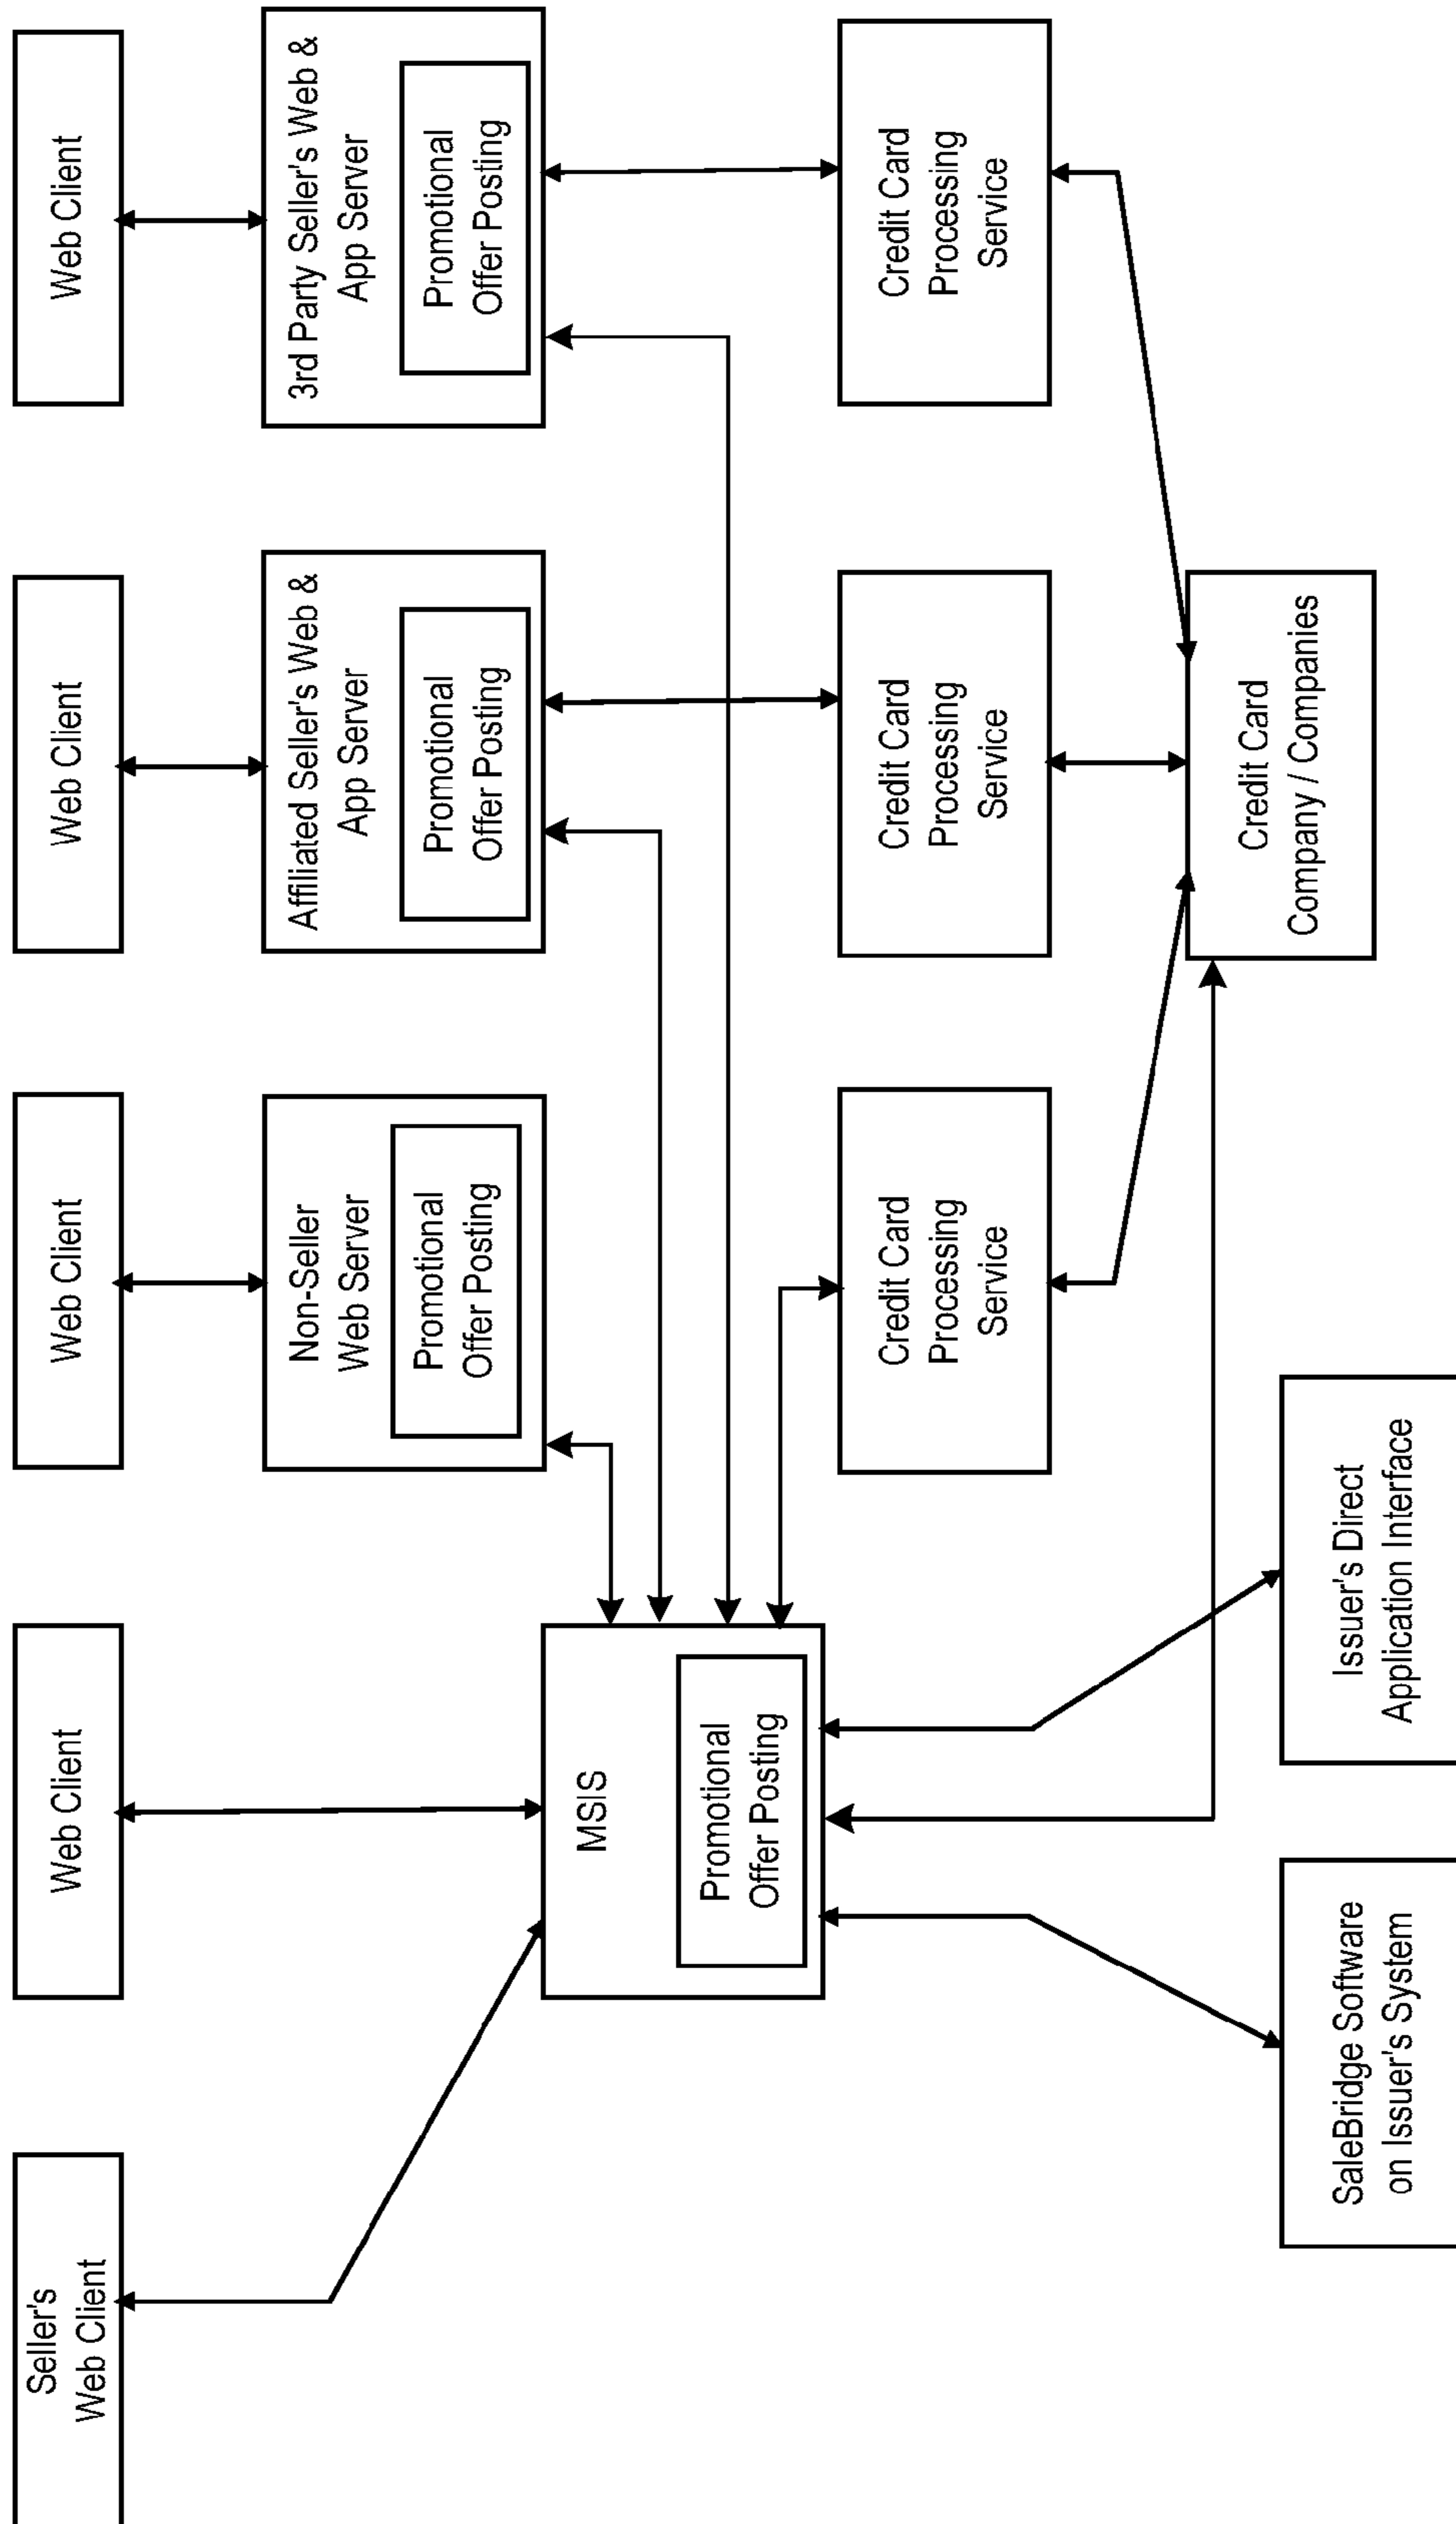 Seller's
Web Client
Web Client
Web Client
Web Client
Web Client
MSIS
Promotional
Offer Posting
Non-Seller
Web Server
Promotional
Offer Posting
Affiliated Seller's Web &
App Server
Promotional
Offer Posting
3rd Party Seller's Web &
App Server
Promotional
Offer Posting
Credit Card
Processing
Service
Credit Card
Processing
Service
Credit Card
Processing
Service
SaleBridge Software
on Issuer's System
Issuer's Direct
Application Interface
Credit Card
Company / Companies